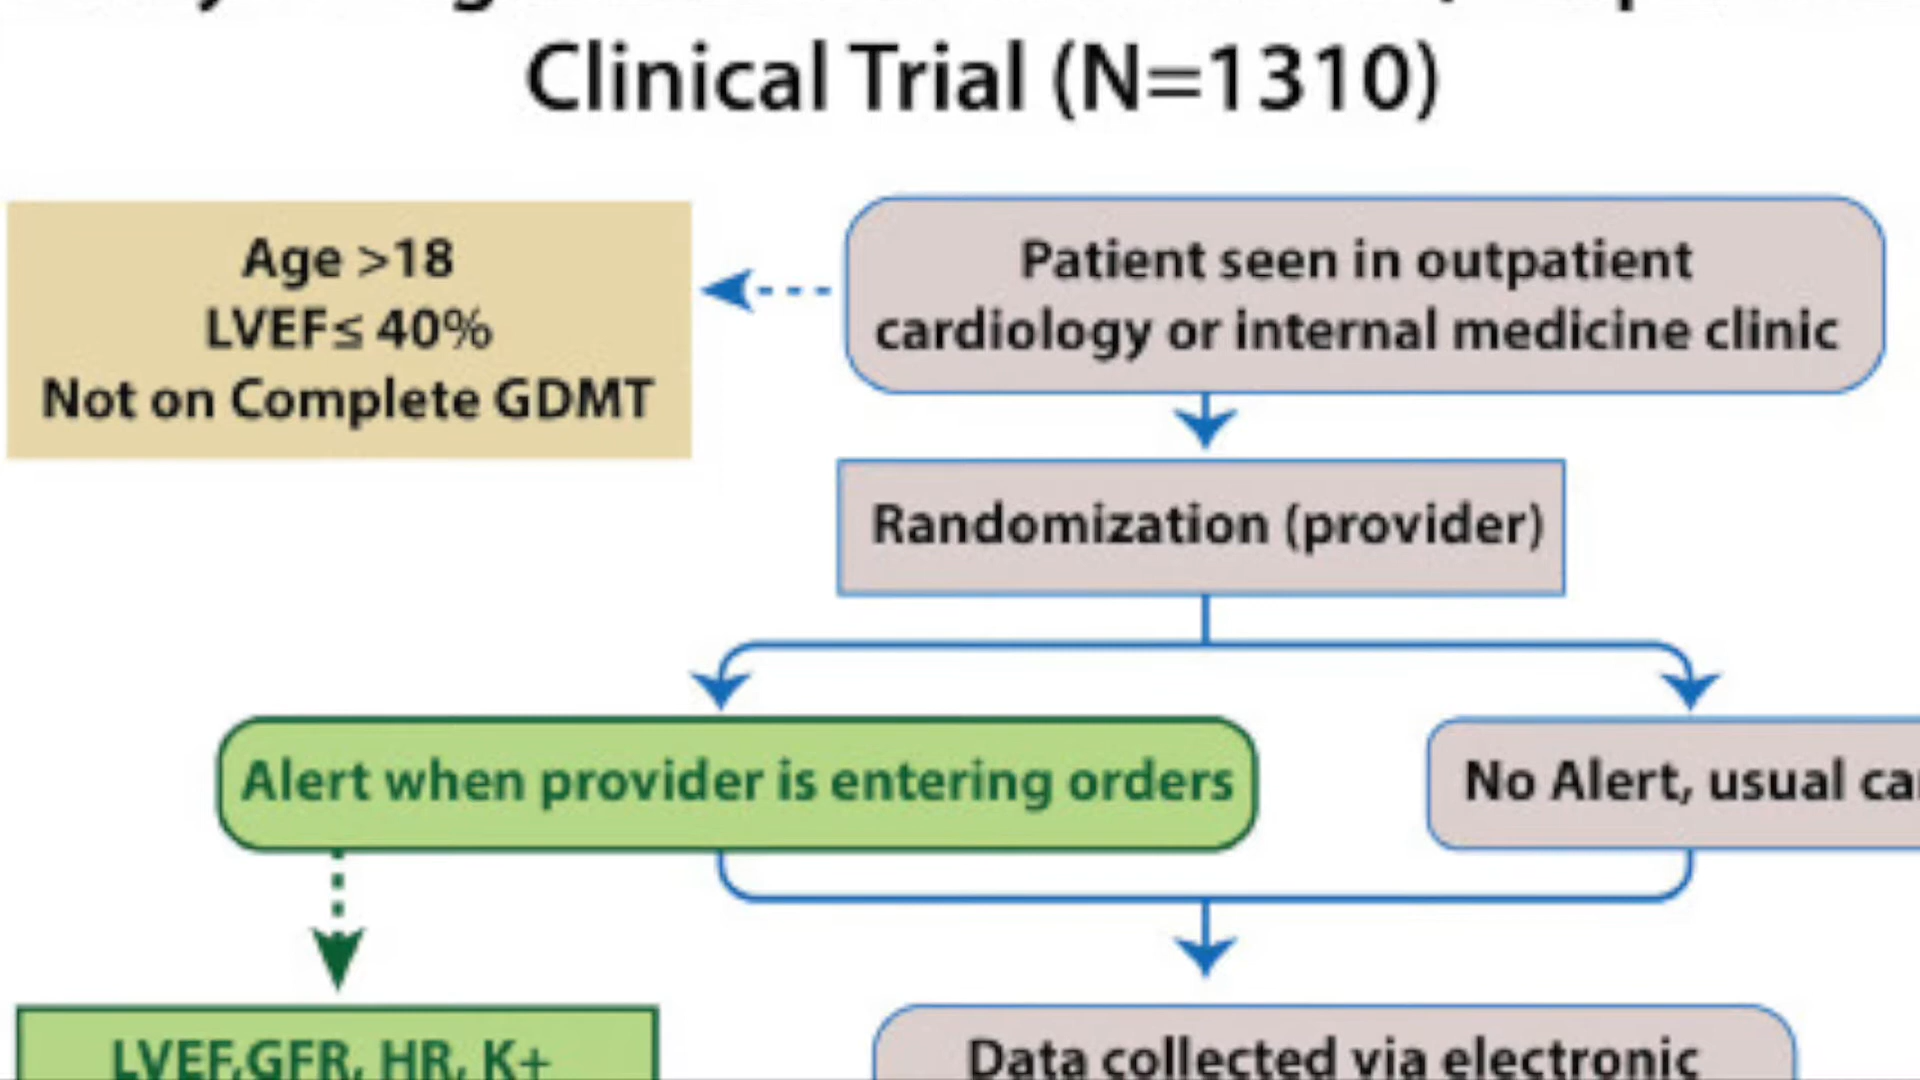 Clinical Trial (N=1310)
Age >18
LVEF≤ 40%
Not on Complete GDMT
Patient seen in outpatient
cardiology or internal medicine clinic
Randomization (provider)
Alert when provider is entering orders
No Alert, usual
LVEF,GFR, HR, K+
Data collected via electronic